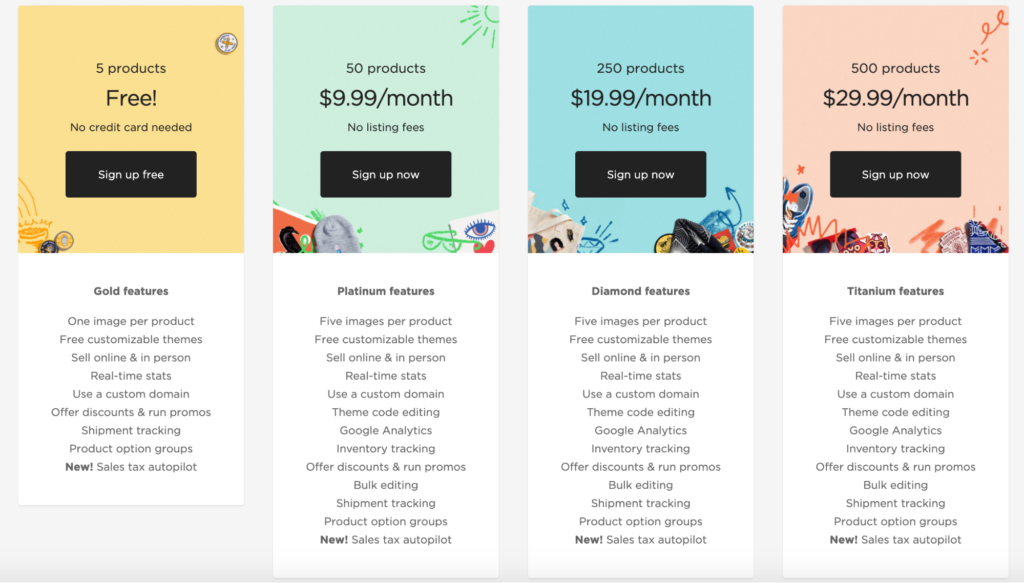 5 products
Free!
No credit card needed
Sign up free
Gold features
One image per product
Free customizable themes
Sell online & in person
Real-time stats
Use a custom domain
Offer discounts & run promos
Shipment tracking
Product option groups
New! Sales tax autopilot
50 products
$9.99/month
No listing fees
Sign up now
Platinum features
Five images per product
Free customizable themes
Sell online & in person
Real-time stats
Use a custom domain
Theme code editing
Google Analytics
Inventory tracking
Offer discounts & run promos
Bulk editing
Shipment tracking
Product option groups
New! Sales tax autopilot
250 products
$19.99/month
No listing fees
Sign up now
Diamond features
Five images per product
Free customizable themes
Sell online & in person
Real-time stats
Use a custom domain
Theme code editing
Google Analytics
Inventory tracking
Offer discounts & run promos
Bulk editing
Shipment tracking
Product option groups
New! Sales tax autopilot
500 products
$29.99/month
No listing fees
Sign up now
Titanium features
Five images per product
Free customizable themes
Sell online & in person
Real-time stats
Use a custom domain
Theme code editing
Google Analytics
Inventory tracking
Offer discounts & run promos
Bulk editing
Shipment tracking
Product option groups
New! Sales tax autopilot